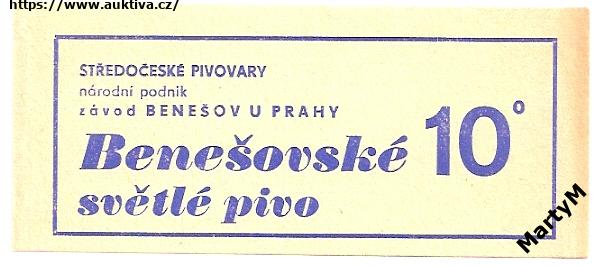 https://www.auktiva.cz/
STŘEDOČESKÉ PIVOVARY
národní podnik
závod BENEŠOV U PRAHY
Benešovské 10°
světlé pivo
MartyM